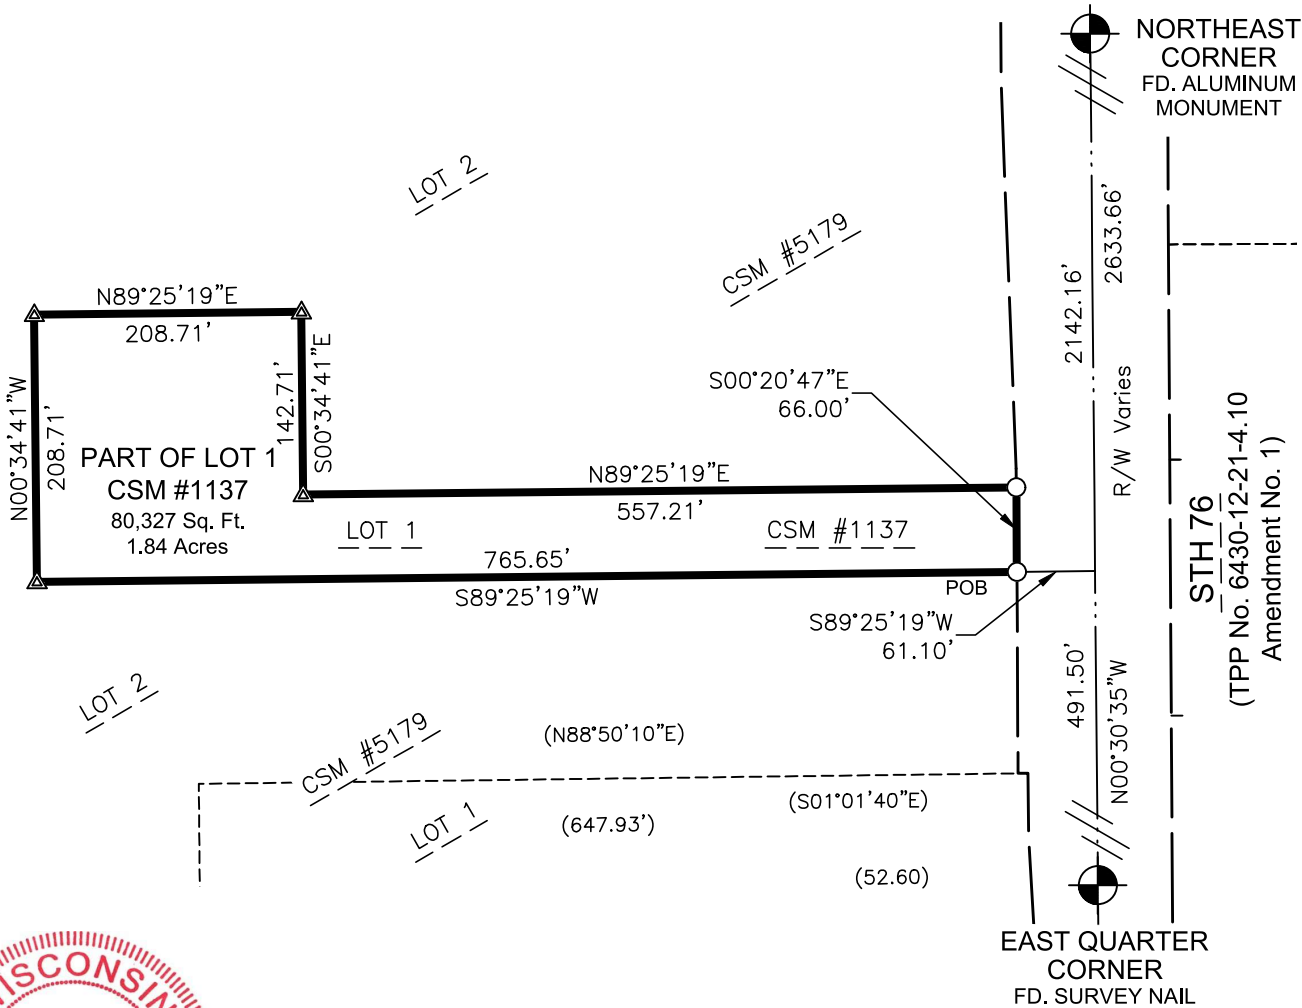 NORTHEAST
CORNER
FD. ALUMINUM
MONUMENT
LOT 2
CSM #5179
2633.66'
2142.16'
N89°25'19"E
208.71'
N00°34'41"W
208.71'
142.71'
S00°34'41"E
S00°20'47"E
66.00'
R/W Varies
PART OF LOT 1
CSM #1137
80,327 Sq. Ft.
1.84 Acres
N89°25'19"E
557.21'
LOT 1
CSM #1137
765.65'
S89°25'19"W
POB
S89°25'19"W
61.10'
STH 76
(TPP No. 6430-12-21-4.10
Amendment No. 1)
491.50'
N00°30'35"W
LOT 2
CSM #5179
(N88°50'10"E)
LOT 1
(647.93')
(S01°01'40"E)
(52.60)
EAST QUARTER
CORNER
FD. SURVEY NAIL
WISCONSIN